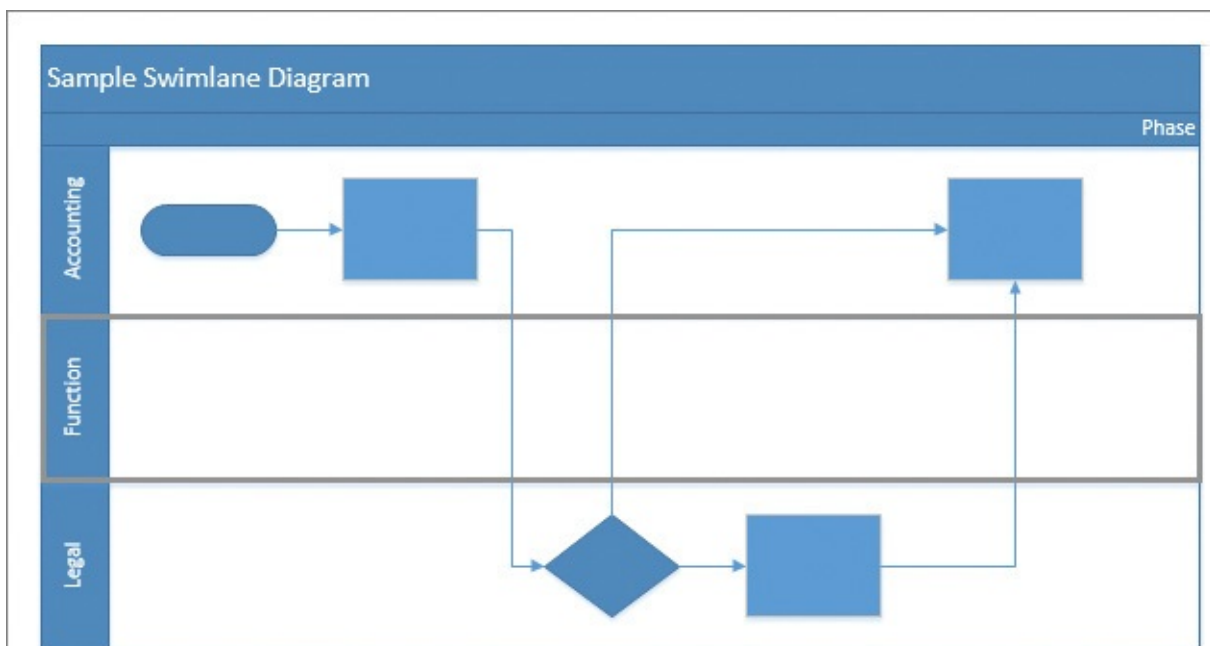 Sample Swimlane Diagram
Phase
Accounting
Function
Legal